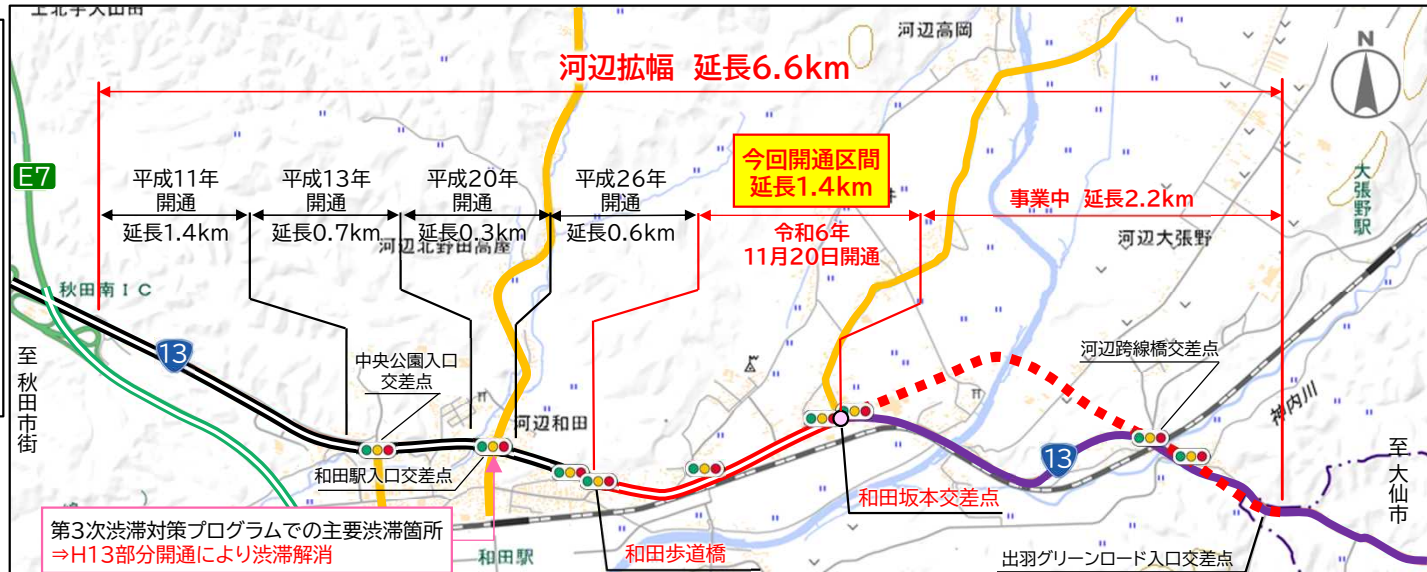 上北手大山田
河辺高岡
N
河辺拡幅 延長6.6km
E7
平成11年
開通
延長1.4km
平成13年
開通
延長0.7km
平成20年
開通
延長0.3km
平成26年
開通
延長0.6km
今回開通区間
延長1.4km
令和6年
11月20日開通
井
事業中 延長2.2km
大張野駅
河辺大張野
河辺北野田高屋
秋田南IC
至 秋田市街
13
中央公園入口
交差点
河辺和田
和田駅入口交差点
河辺跨線橋交差点
神内川
13
至 大仙市
第3次渋滞対策プログラムでの主要渋滞箇所
⇒H13部分開通により渋滞解消
和田駅
和田歩道橋
和田坂本交差点
出羽グリーンロード入口交差点